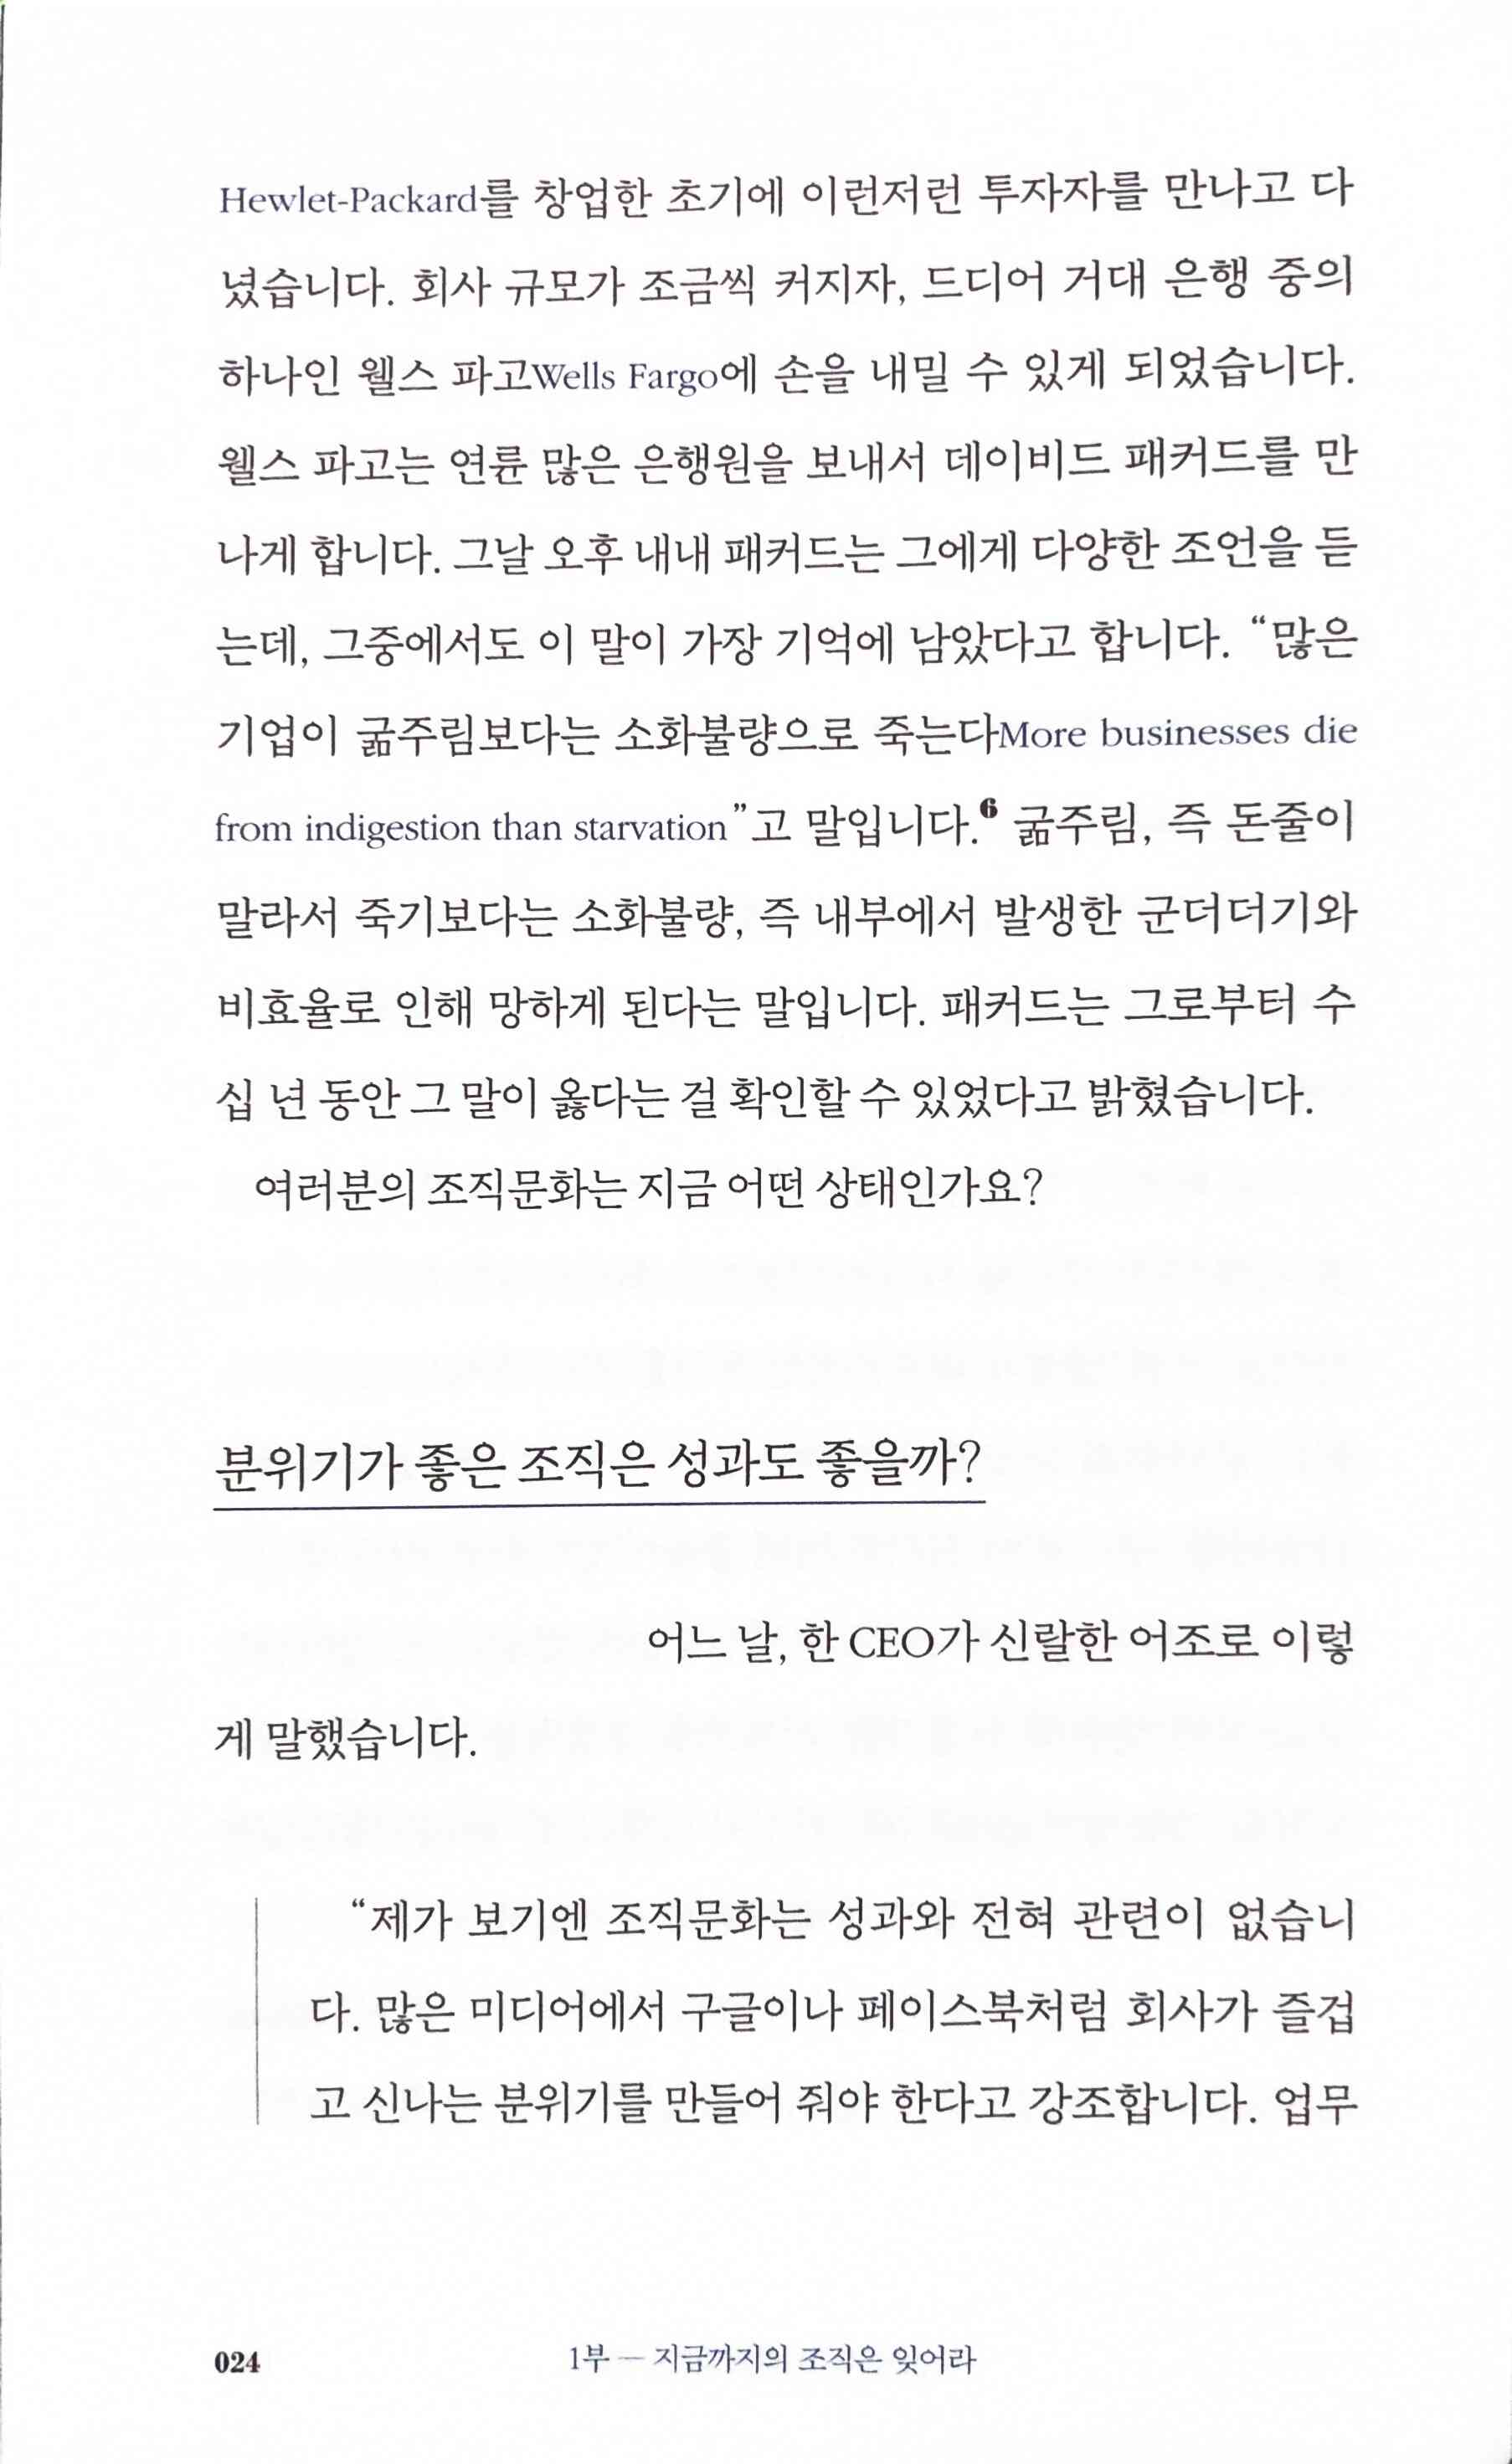 Hewlet-Packard를 창업한 초기에 이런저런 투자자를 만나고 다
녔습니다. 회사 규모가 조금씩 커지자, 드디어 거대 은행 중의
하나인 웰스 파고Wells Fargo에 손을 내밀 수 있게 되었습니다.
웰스 파고는 연륜 많은 은행원을 보내서 데이비드 패커드를 만
나게 합니다. 그날 오후 내내 패커드는 그에게 다양한 조언을 듣
는데, 그중에서도 이 말이 가장 기억에 남았다고 합니다. “많은
기업이 굶주림보다는 소화불량으로 죽는다More businesses die
from indigestion than starvation”고 말입니다.6 굶주림, 즉 돈줄이
말라서 죽기보다는 소화불량, 즉 내부에서 발생한 군더더기와
비효율로 인해 망하게 된다는 말입니다. 패커드는 그로부터 수
십 년 동안 그 말이 옳다는 걸 확인할 수 있었다고 밝혔습니다.
여러분의 조직문화는 지금 어떤 상태인가요?
분위기가 좋은 조직은 성과도 좋을까?
어느 날, 한 CEO가 신랄한 어조로 이렇
게 말했습니다.
“제가 보기엔 조직문화는 성과와 전혀 관련이 없습니
다. 많은 미디어에서 구글이나 페이스북처럼 회사가 즐겁
고 신나는 분위기를 만들어 줘야 한다고 강조합니다. 업무
024 1부 — 지금까지의 조직은 잊어라